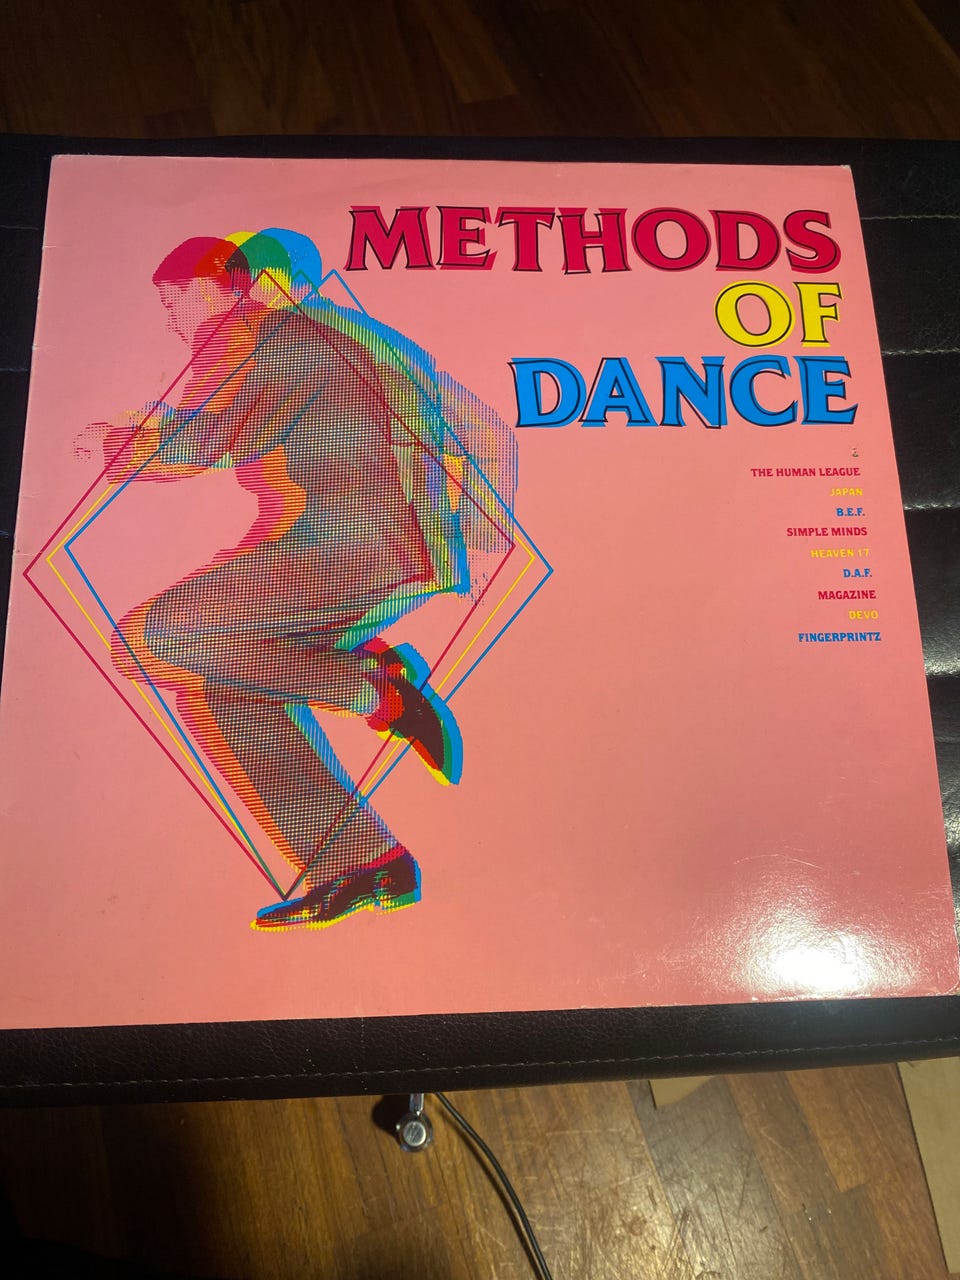 METHODS
OF
DANCE
THE HUMAN LEAGUE
JAPAN
B.E.F.
SIMPLE MINDS
HEAVEN 17
D.A.F.
MAGAZINE
DEVO
FINGERPRINTZ